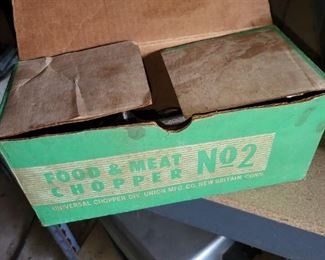 FOOD & MEAT
CHOPPER No2
UNIVERSAL CHOPPER DIV. UNION MFG. CO. NEW BRITAIN, CONN.